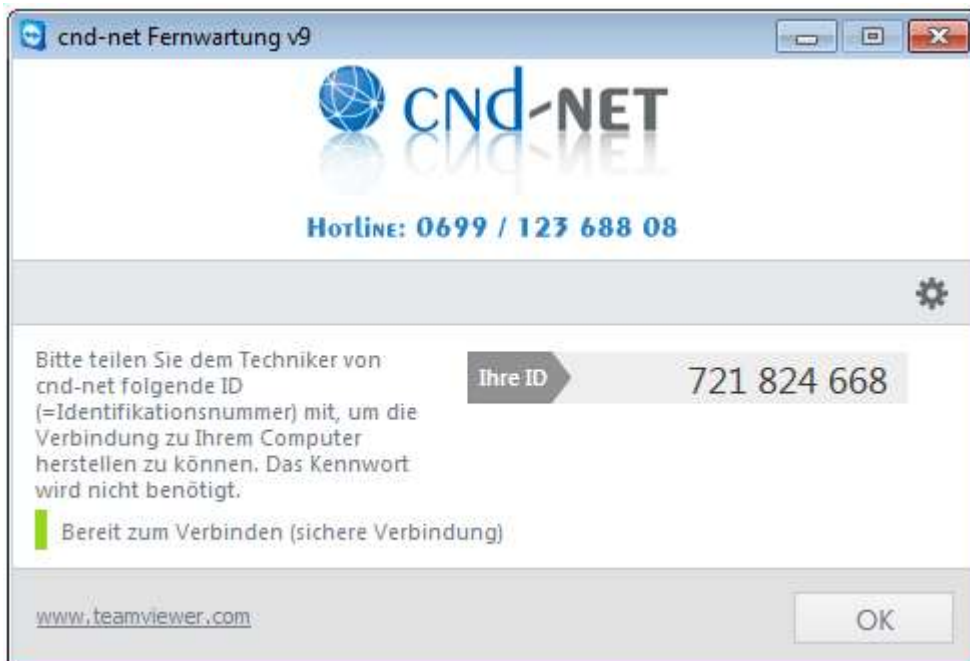 cnd-net Fernwartung v9
cnd-NET
Hotline: 0699 / 123 688 08
Bitte teilen Sie dem Techniker von
cnd-net folgende ID
(=Identifikationsnummer) mit, um die
Verbindung zu Ihrem Computer
herstellen zu können. Das Kennwort
wird nicht benötigt.
Ihre ID
721 824 668
Bereit zum Verbinden (sichere Verbindung)
www.teamviewer.com
OK